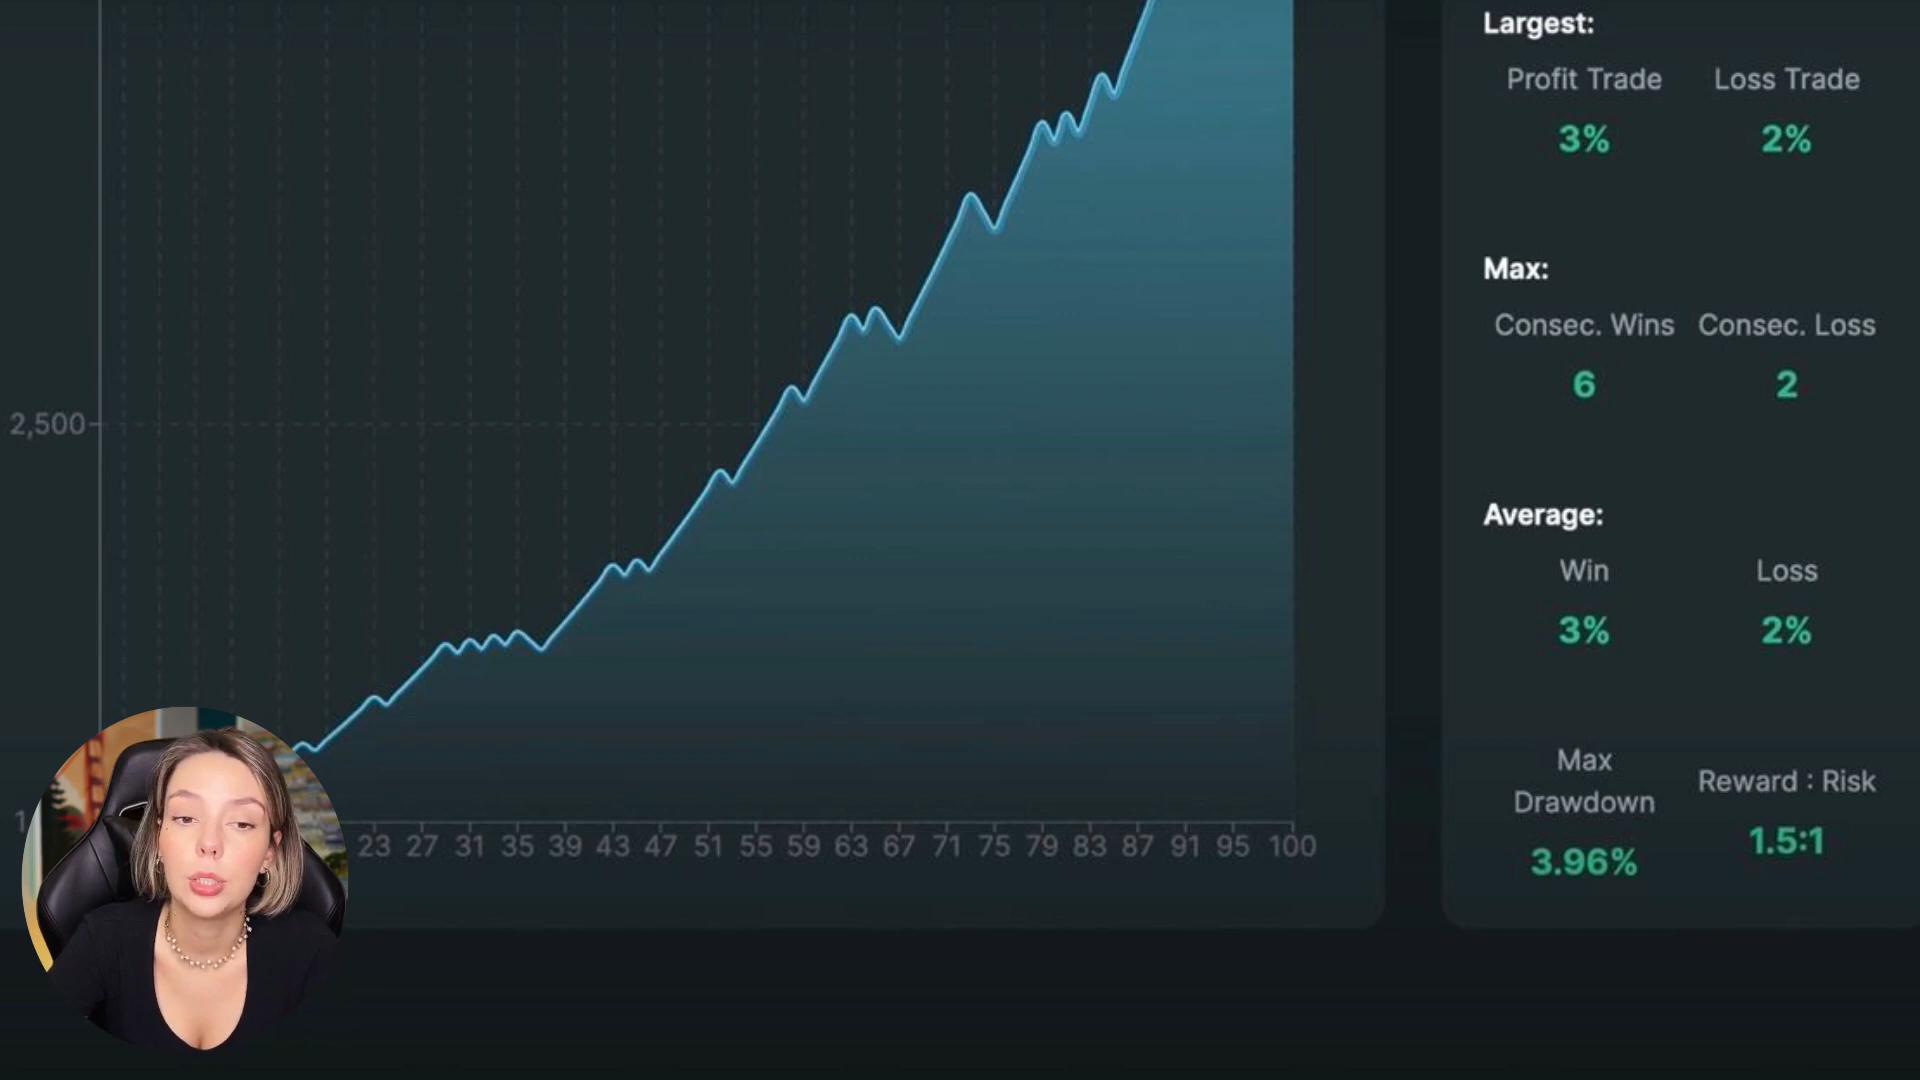 2,500
1
23 27 31 35 39 43 47 51 55 59 63 67 71 75 79 83 87 91 95 100
Largest:
Profit Trade Loss Trade
3% 2%
Max:
Consec. Wins Consec. Loss
6 2
Average:
Win Loss
3% 2%
Max
Drawdown
3.96%
Reward : Risk
1.5:1